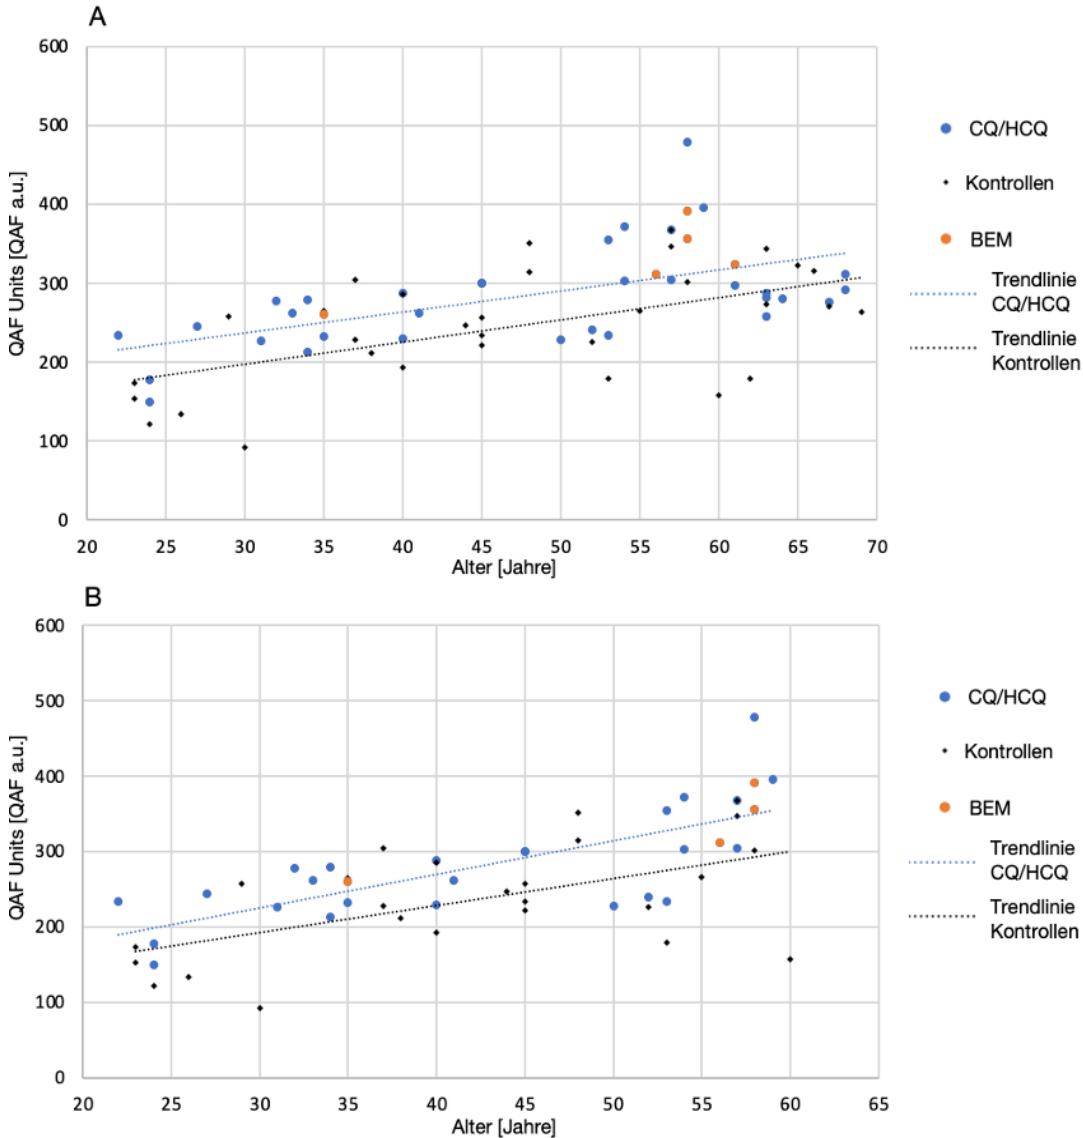 A
600
500
400
300
200
100
0
QAF Units [QAF a.u.]
20 25 30 35 40 45 50 55 60 65 70
Alter [Jahre]
CQ/HCQ
Kontrollen
BEM
Trendlinie
CQ/HCQ
Trendlinie
Kontrollen
B
600
500
400
300
200
100
0
QAF Units [QAF a.u.]
20 25 30 35 40 45 50 55 60 65
Alter [Jahre]
CQ/HCQ
Kontrollen
BEM
Trendlinie
CQ/HCQ
Trendlinie
Kontrollen